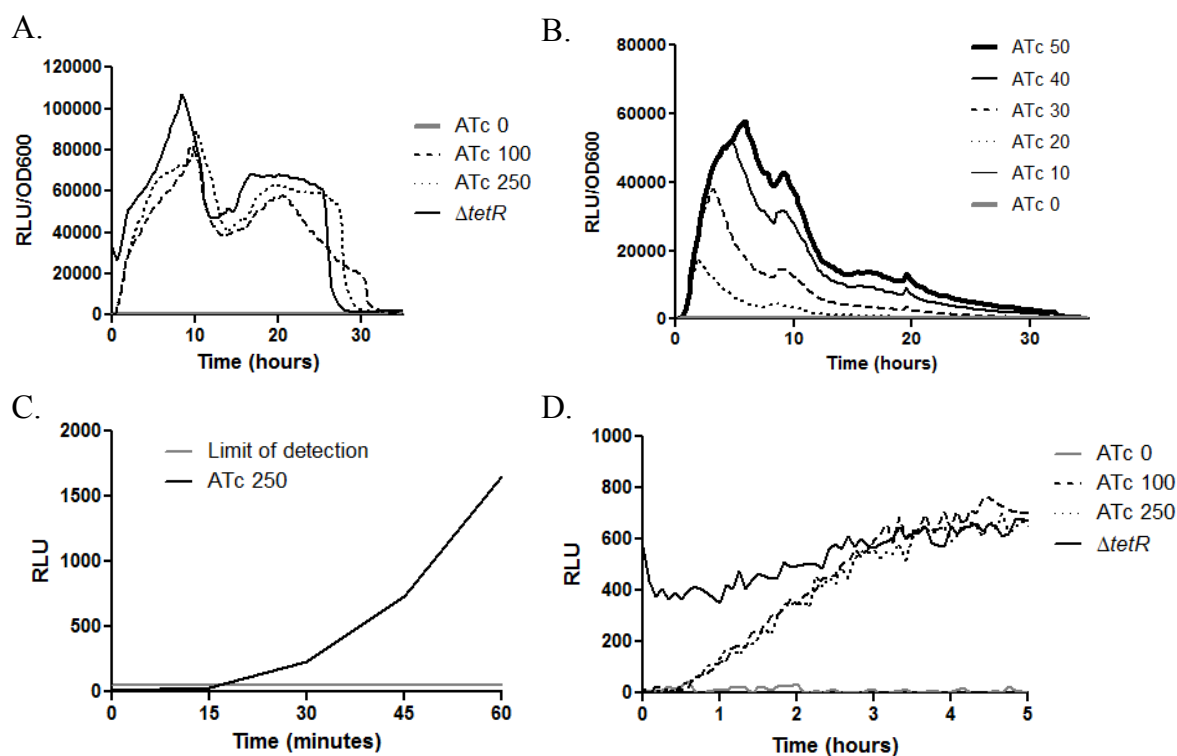 A.
120000
100000
80000
60000
40000
20000
0
RLU/OD600
0 10 20 30
Time (hours)
ATc 0
ATc 100
ATc 250
ΔtetR
B.
80000
60000
40000
20000
0
RLU/OD600
0 10 20 30
Time (hours)
ATc 50
ATc 40
ATc 30
ATc 20
ATc 10
ATc 0
C.
2000
1500
1000
500
0
RLU
0 15 30 45 60
Time (minutes)
Limit of detection
ATc 250
D.
1000
800
600
400
200
0
RLU
0 1 2 3 4 5
Time (hours)
ATc 0
ATc 100
ATc 250
ΔtetR